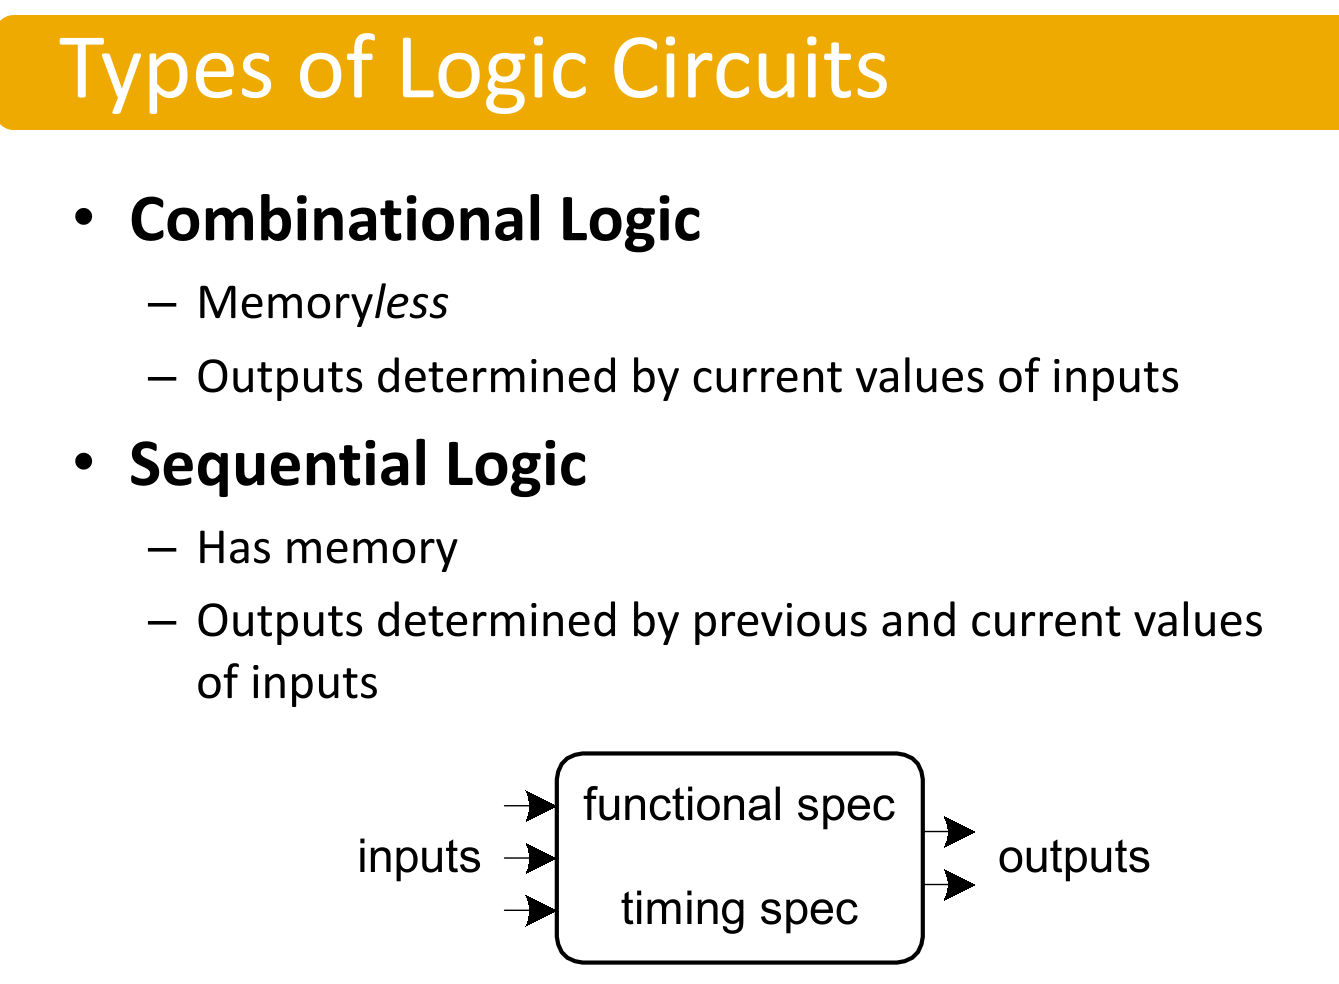 Types of Logic Circuits
• Combinational Logic
– Memoryless
– Outputs determined by current values of inputs
• Sequential Logic
– Has memory
– Outputs determined by previous and current values
of inputs
functional spec
inputs
outputs
timing spec